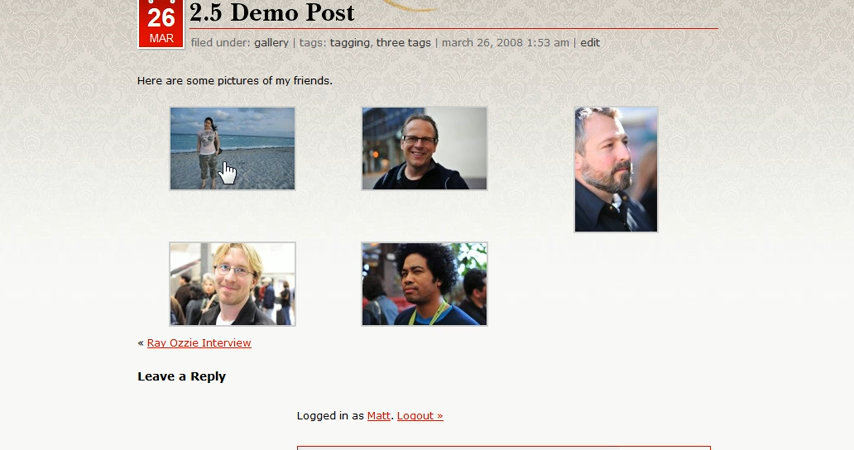 26
MAR
2.5 Demo Post
filed under: gallery | tags: tagging, three tags | march 26, 2008 1:53 am | edit
Here are some pictures of my friends.
« Ray Ozzie Interview
Leave a Reply
Logged in as Matt. Logout »